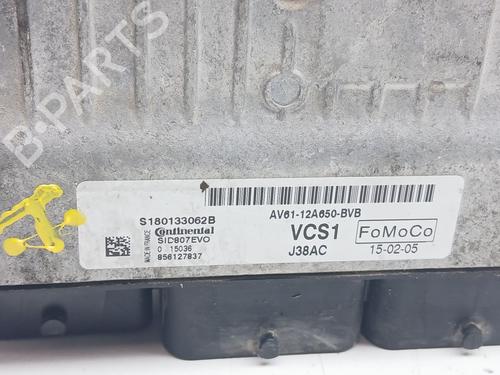 B-PARTS
S180133062B
Continental
SID807EVO
0 15036
856127837
MADE IN FRANCE
AV61-12A650-BVB
VCS1
J38AC
FoMoCo
15-02-05